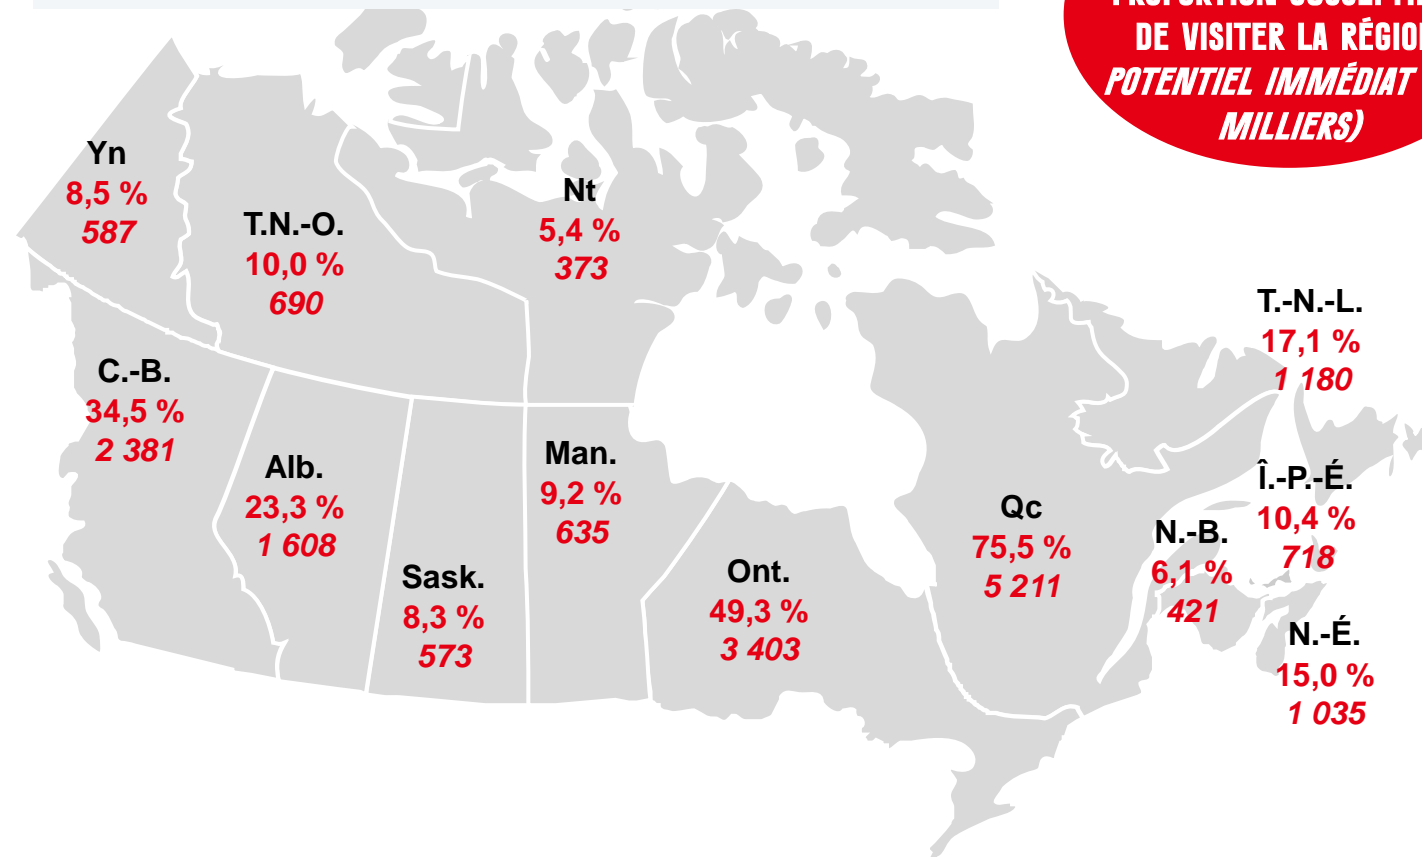 DE VISITER LA
POTENTIEL IMMÉDIAT
MILLIERS)
Yn
8,5 %
587
T.N.-O.
10,0 %
690
Nt
5,4 %
373
T.-N.-L.
17,1 %
1 180
C.-B.
34,5 %
2 381
Alb.
23,3 %
1 608
Sask.
8,3 %
573
Man.
9,2 %
635
Ont.
49,3 %
3 403
Qc
75,5 %
5 211
N.-B.
6,1 %
421
Î.-P.-É.
10,4 %
718
N.-É.
15,0 %
1 035